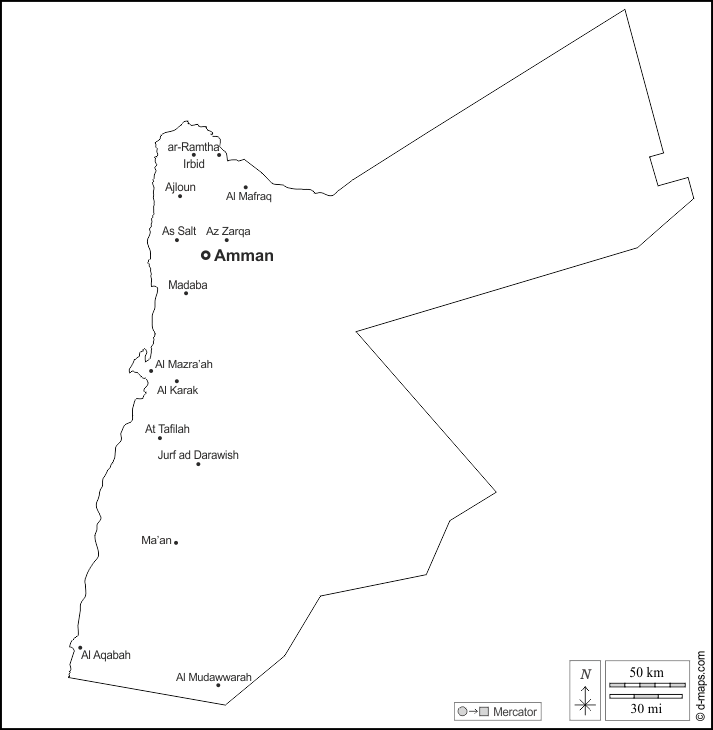 ar-Ramtha
Irbid
Ajloun
Al Mafraq
As Salt
Az Zarqa
Amman
Madaba
Al Mazra'ah
Al Karak
At Tafilah
Jurf ad Darawish
Ma'an
Al Aqabah
Al Mudawwarah
Mercator
N
50 km
30 mi
© d-maps.com